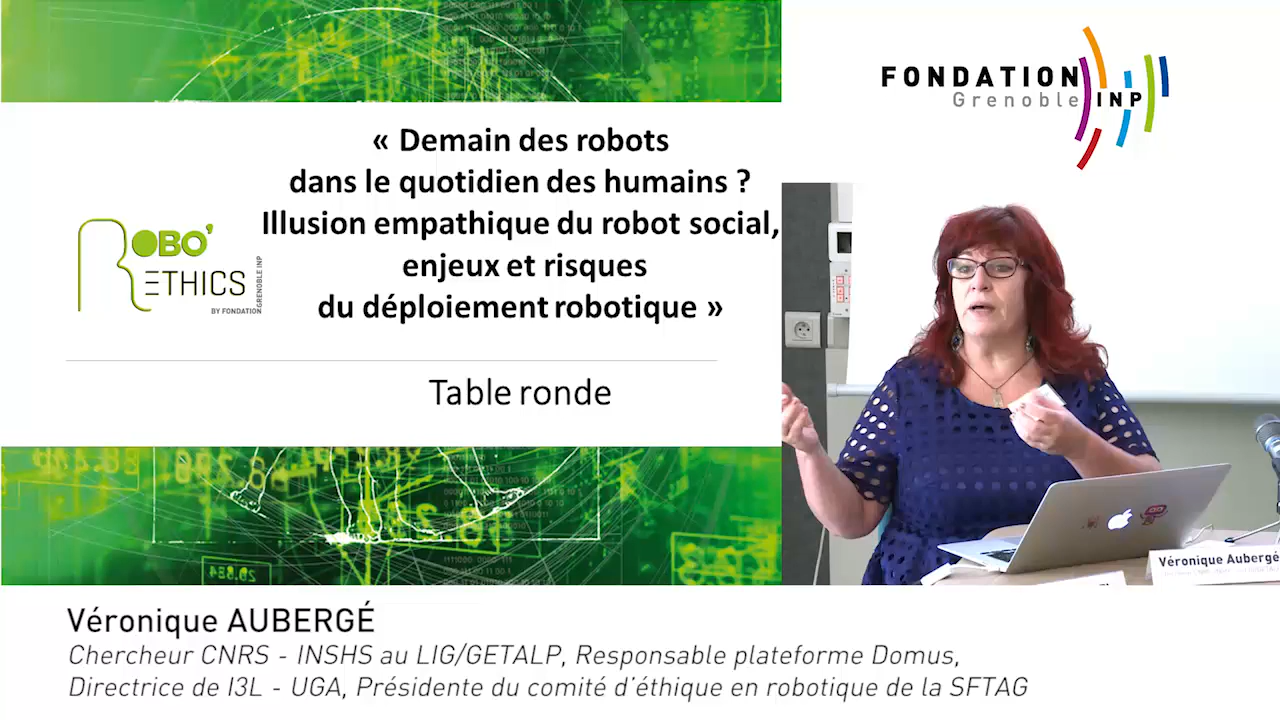 « Demain des robots
dans le quotidien des humains ?
Illusion empathique du robot social,
enjeux et risques
du déploiement robotique »
Table ronde
ROBO'
ETHICS
BY FONDATION
GRENOBLE INP
FONDATION
Grenoble INP
Véronique Aubergé
Véronique AUBERGÉ
Chercheur CNRS - INSHS au LIG/GETALP, Responsable plateforme Domus,
Directrice de I3L - UGA, Présidente du comité d'éthique en robotique de la SFTAG